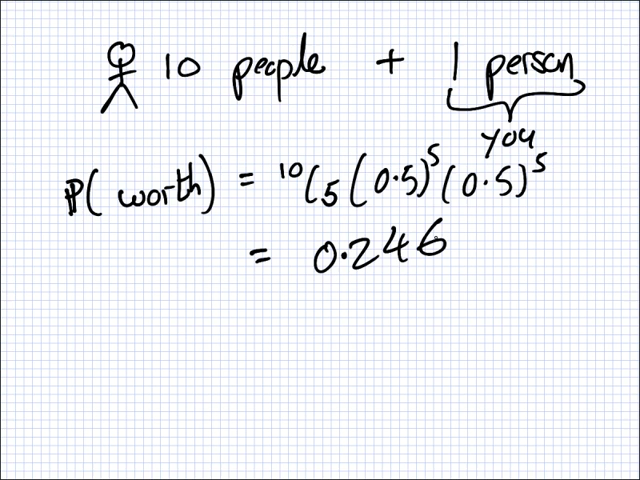 10 people + 1 person
you
P( worth) = ¹⁰C₅ (0.5)⁵ (0.5)⁵
= 0.246